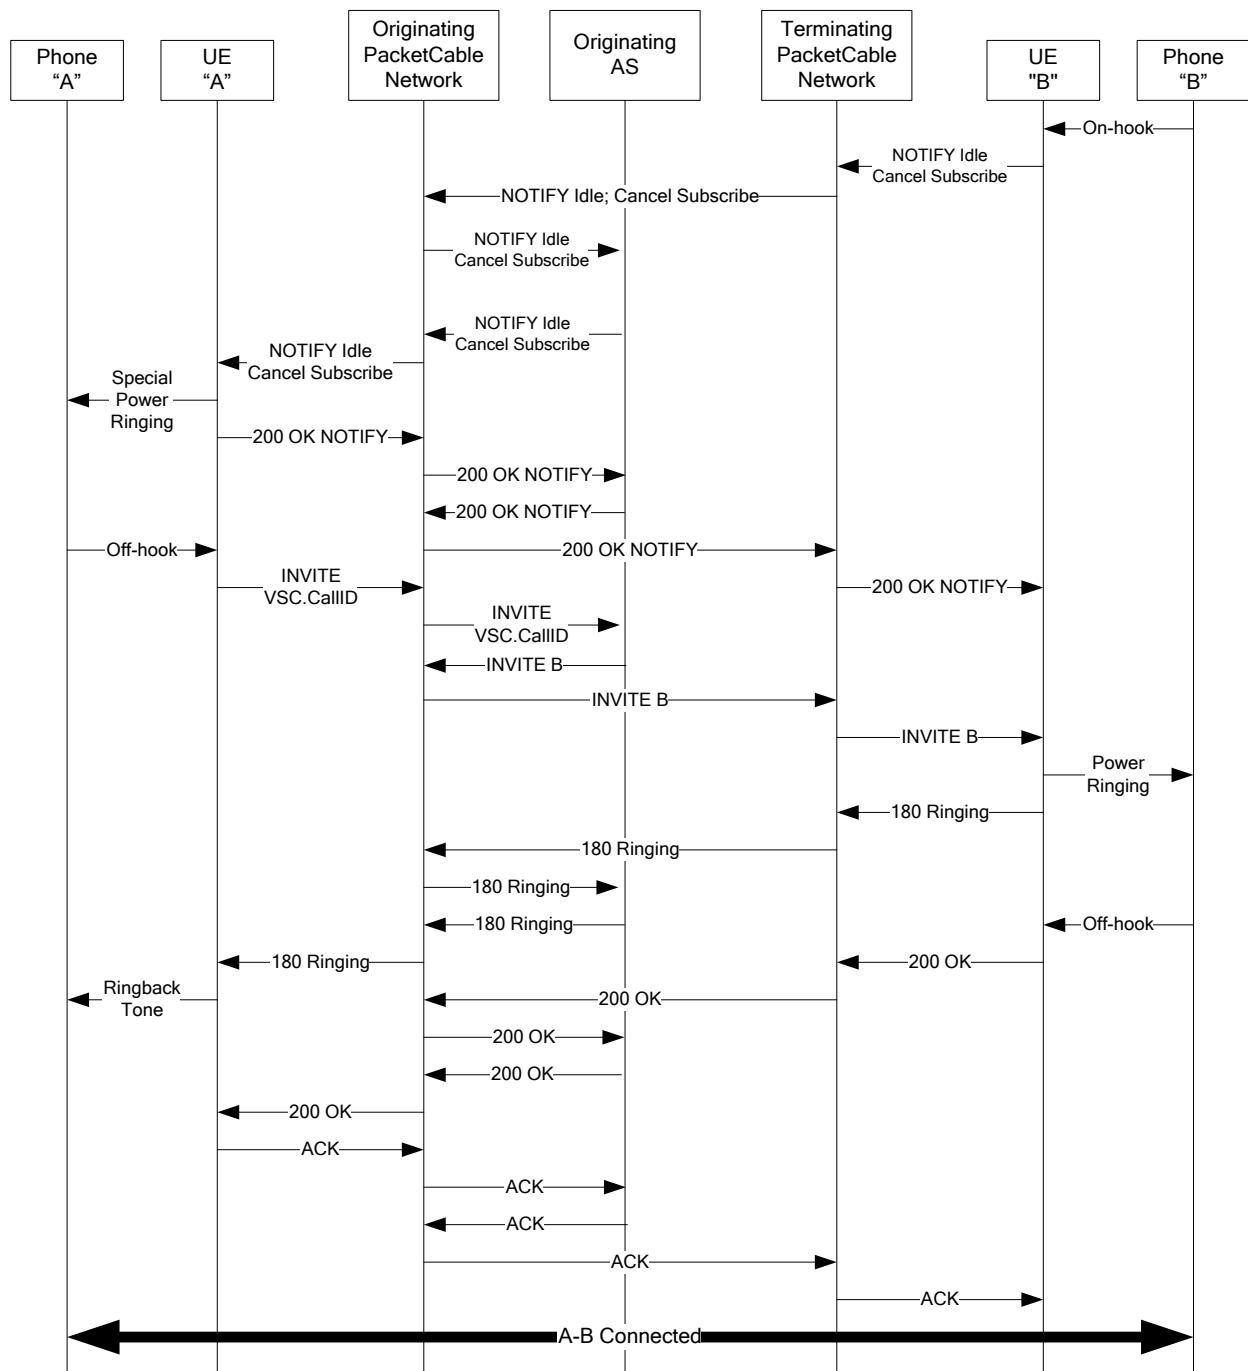 Phone
“A”
UE
“A”
Originating
PacketCable
Network
Originating
AS
Terminating
PacketCable
Network
UE
"B"
Phone
“B”
On-hook
NOTIFY Idle
Cancel Subscribe
NOTIFY Idle; Cancel Subscribe
NOTIFY Idle
Cancel Subscribe
NOTIFY Idle
Cancel Subscribe
NOTIFY Idle
Cancel Subscribe
Special
Power
Ringing
200 OK NOTIFY
200 OK NOTIFY
200 OK NOTIFY
Off-hook
200 OK NOTIFY
INVITE
VSC.CallID
200 OK NOTIFY
INVITE
VSC.CallID
INVITE B
INVITE B
INVITE B
Power
Ringing
180 Ringing
180 Ringing
180 Ringing
180 Ringing
Off-hook
180 Ringing
200 OK
Ringback
Tone
200 OK
200 OK
200 OK
200 OK
ACK
ACK
ACK
ACK
ACK
A-B Connected